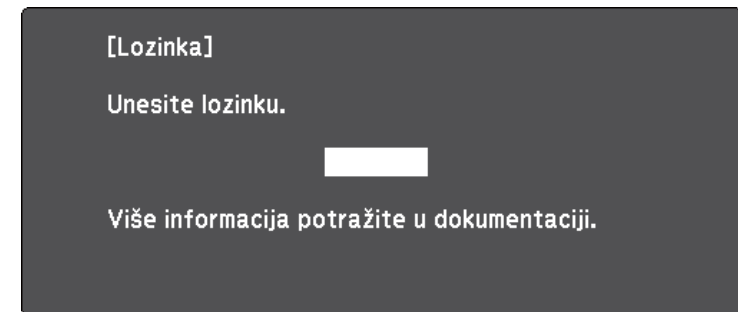 [Lozinka]
Unesite lozinku.
Više informacija potražite u dokumentaciji.